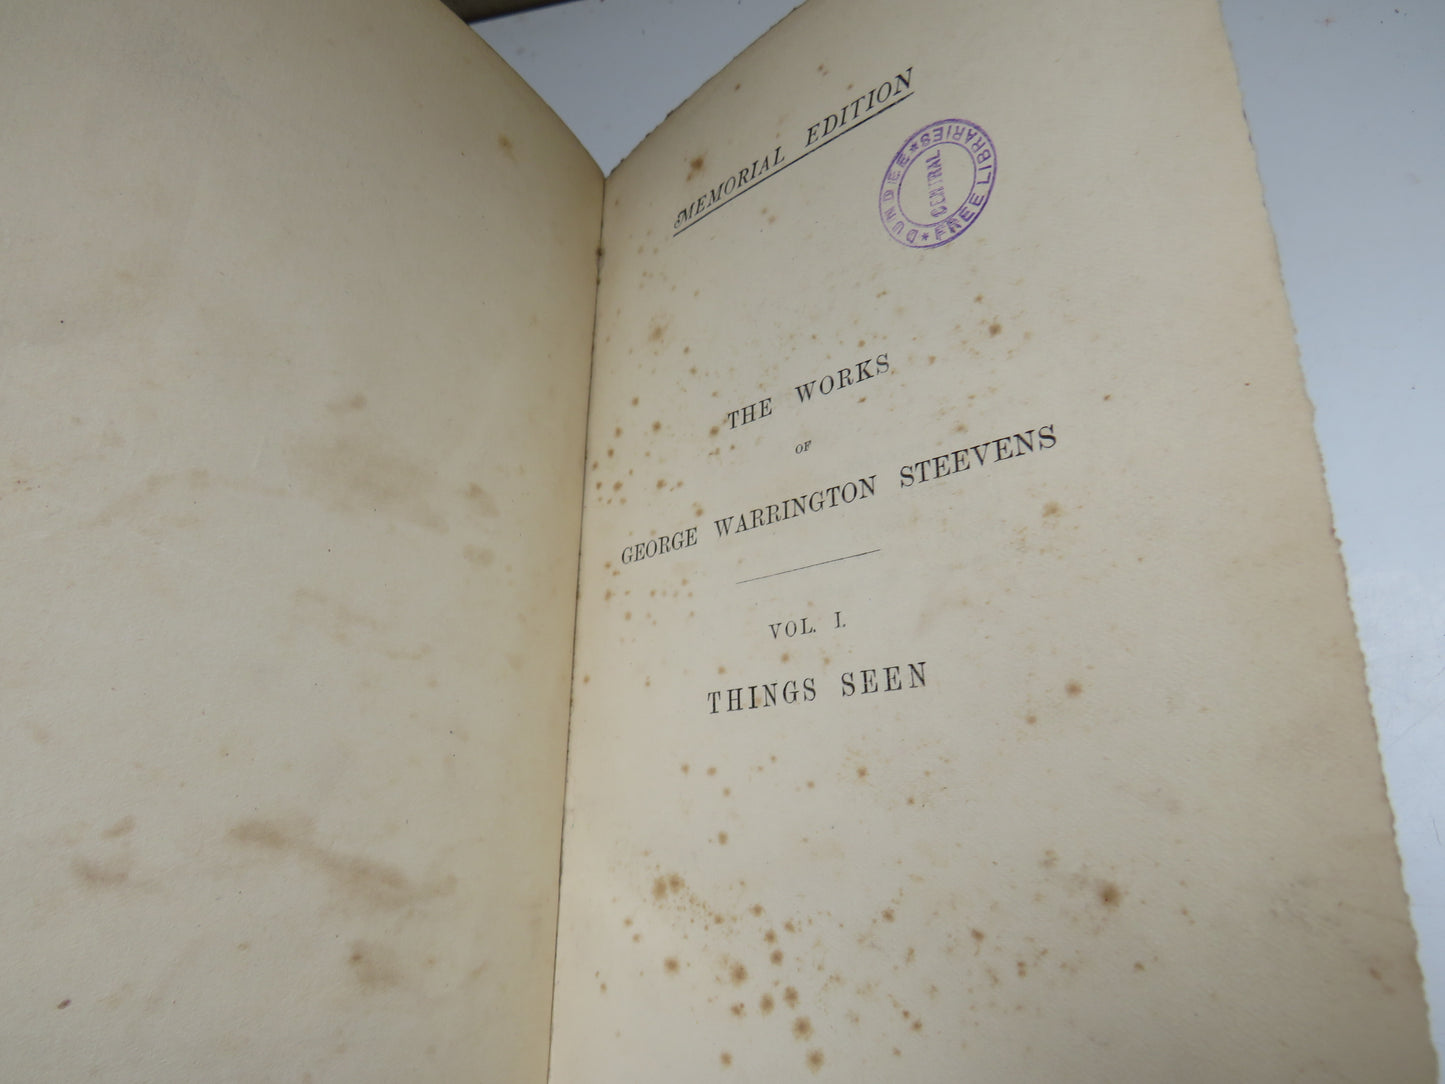 MEMORIAL EDITION
DUNDEE * FREE LIBRARIES *
CENTRAL
THE WORKS
OF
GEORGE WARRINGTON STEEVENS
VOL. I.
THINGS SEEN